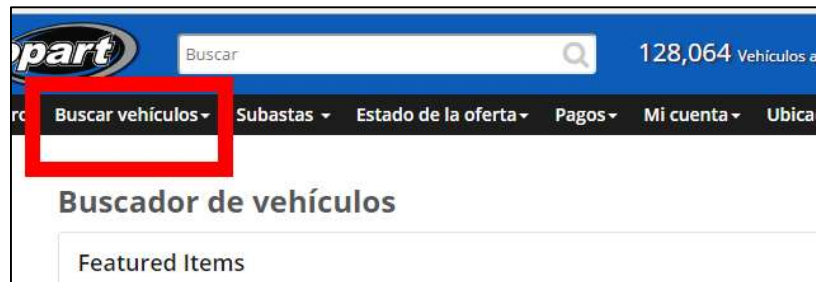 opart
Buscar
128,064 Vehículos a
Buscar vehículos
Subastas
Estado de la oferta
Pagos
Mi cuenta
Ubica
Buscador de vehículos
Featured Items